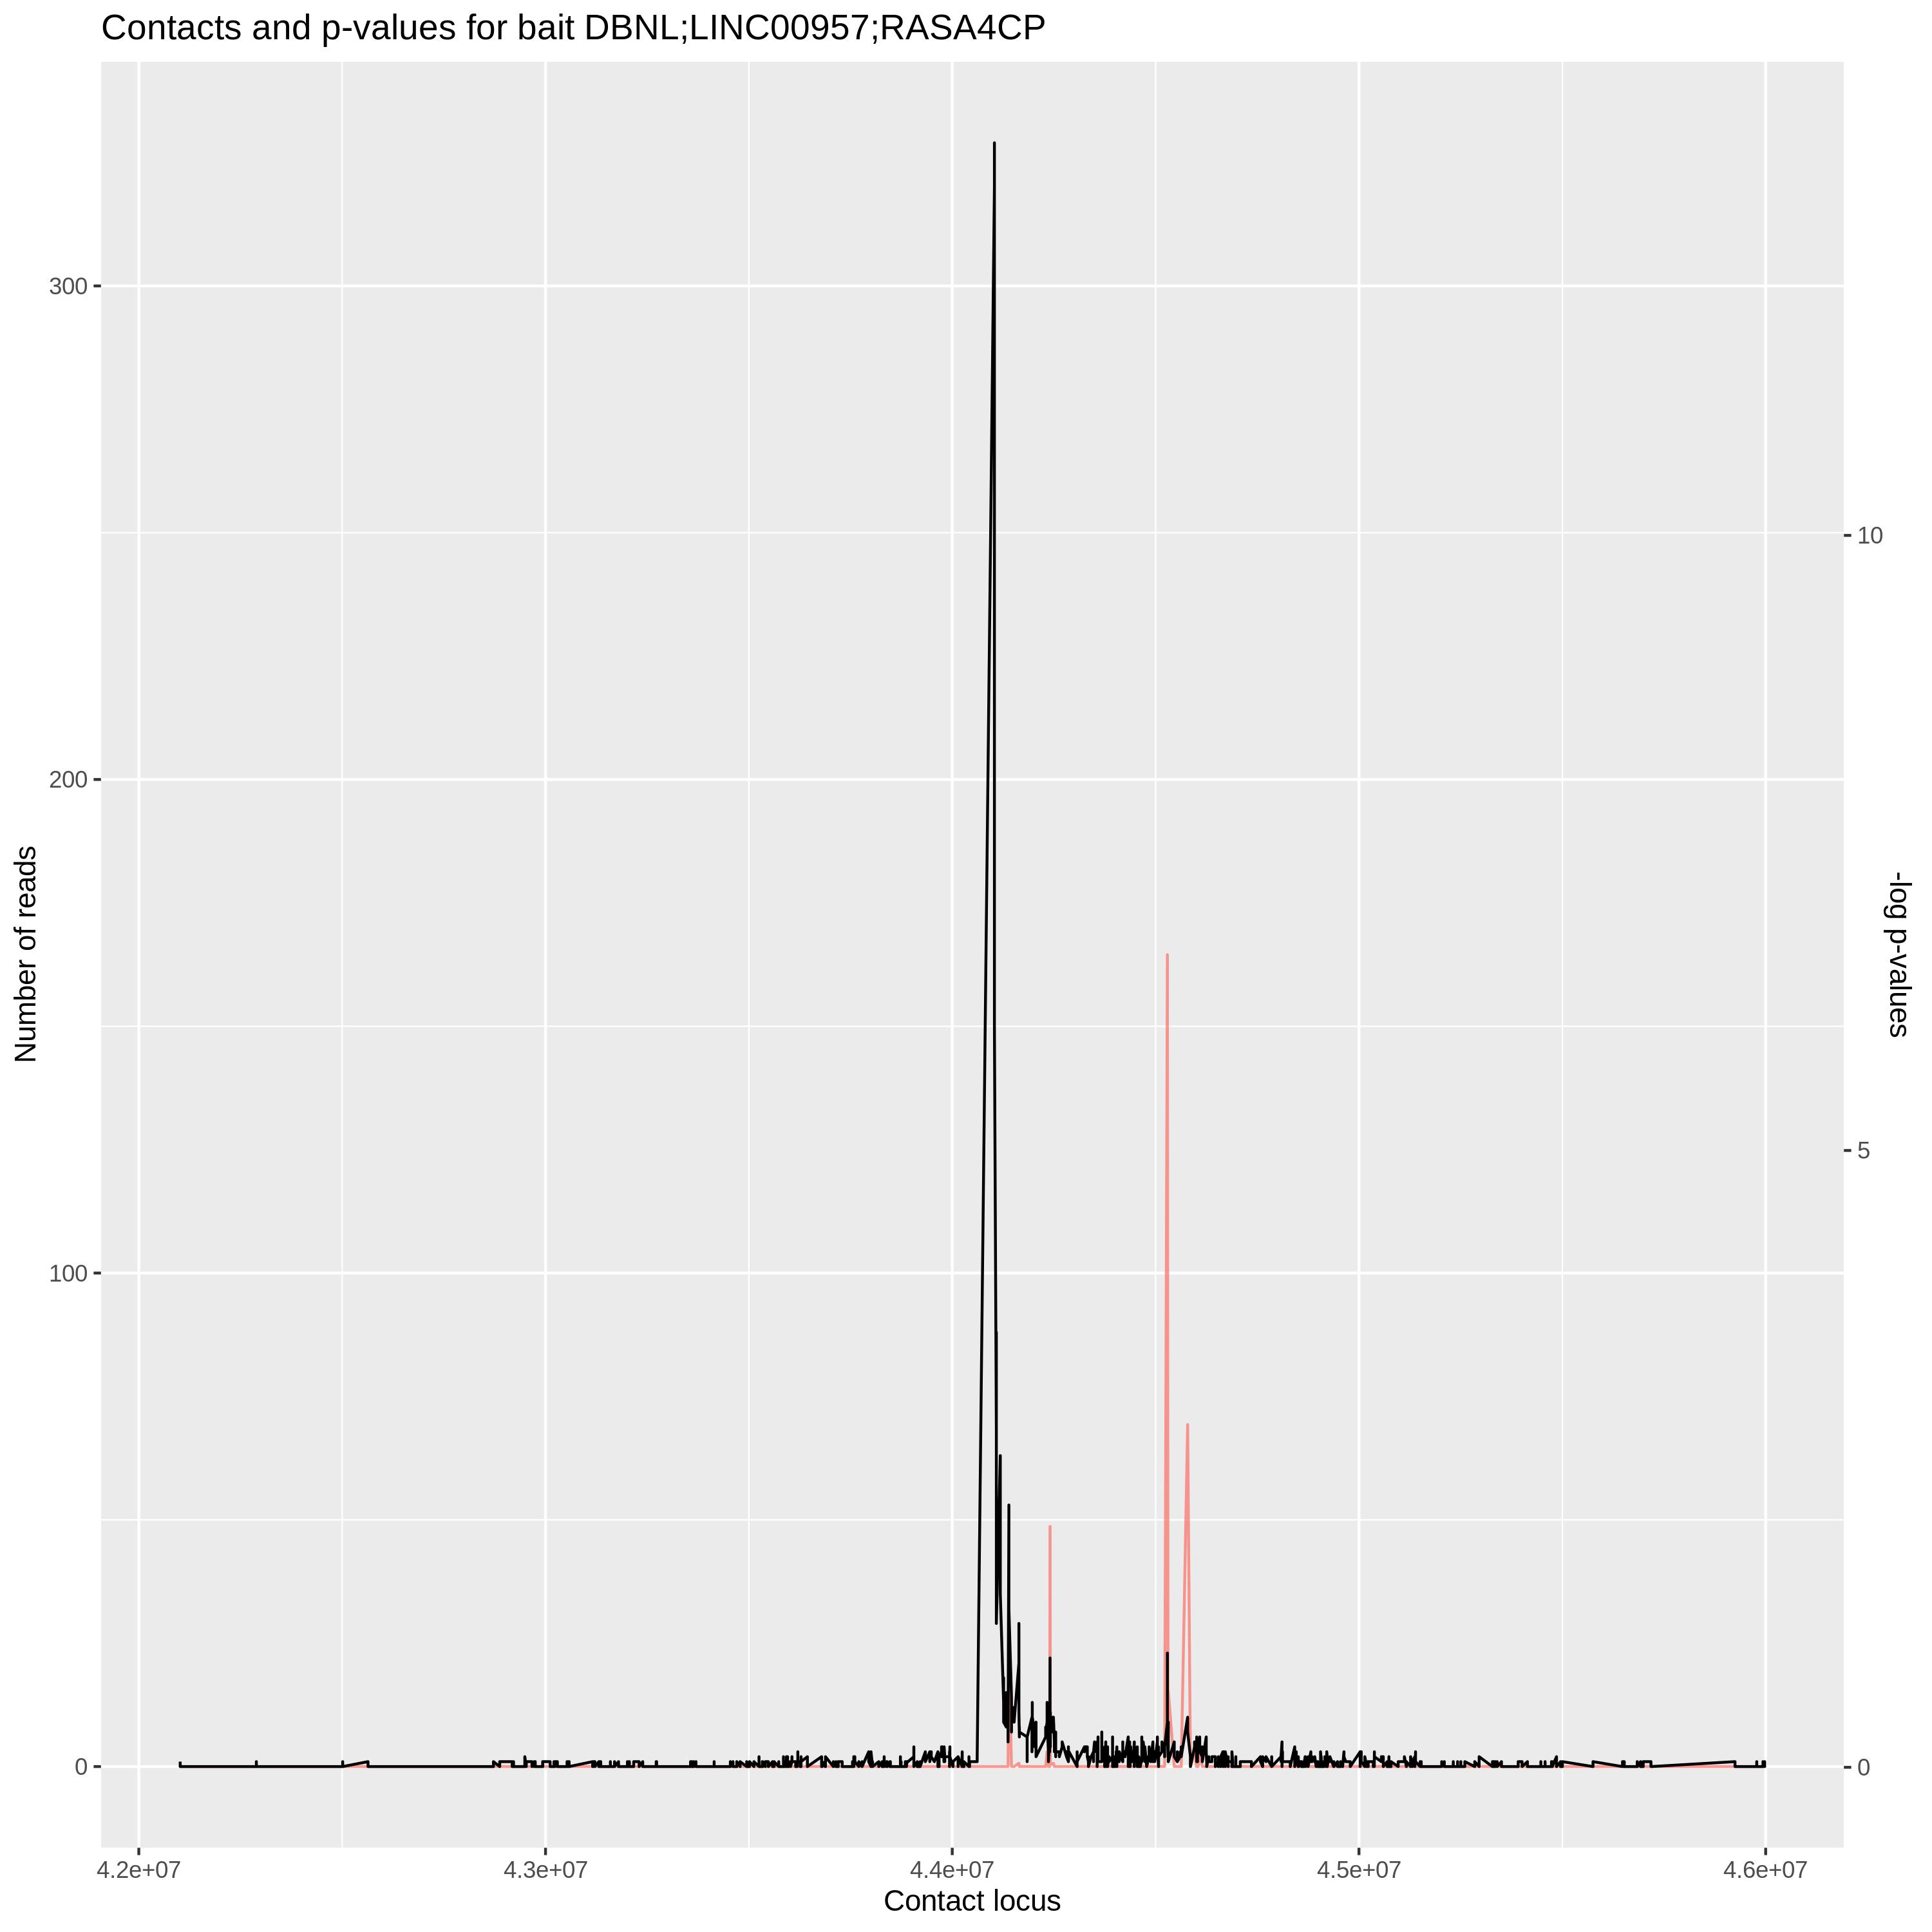 Contacts and p-values for bait DBNL;LINC00957;RASA4CP
Number of reads
300
200
100
0
10
5
0
-log p-values
4.2e+07
4.3e+07
4.4e+07
4.5e+07
4.6e+07
Contact locus